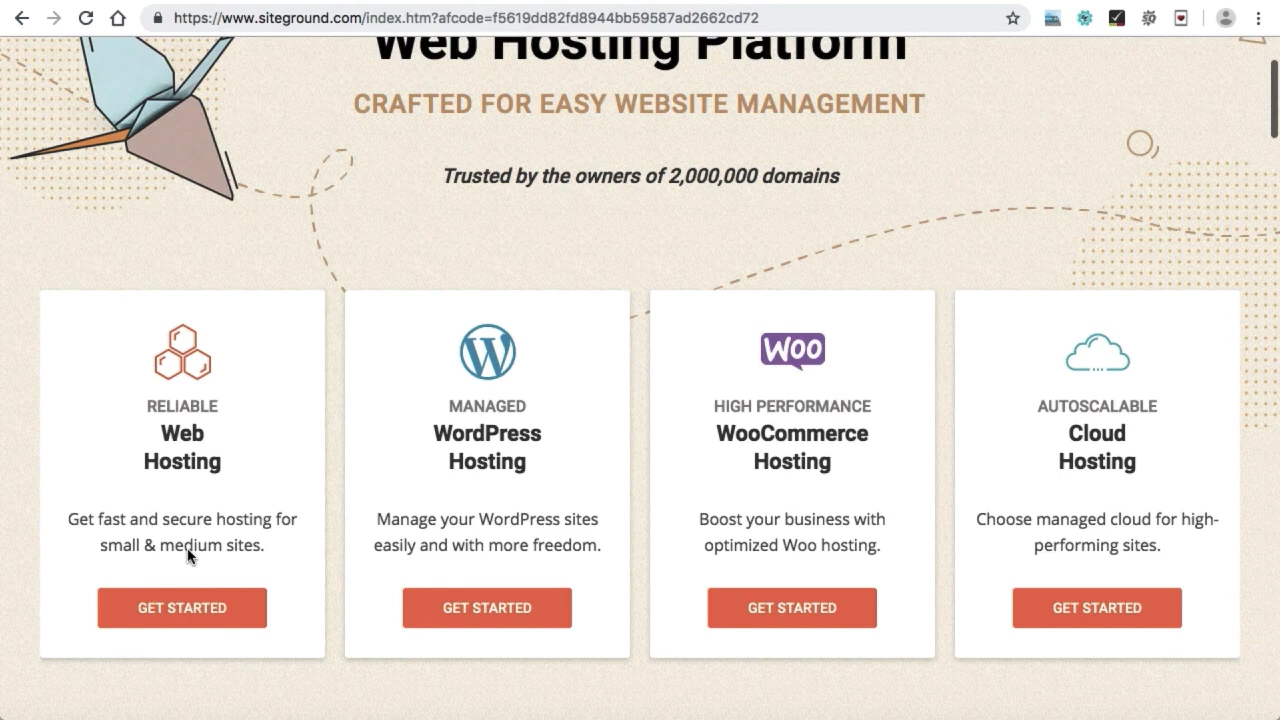 https://www.siteground.com/index.htm?afcode=f5619dd82fd8944bb59587ad2662cd72
Web Hosting Platform
CRAFTED FOR EASY WEBSITE MANAGEMENT
Trusted by the owners of 2,000,000 domains
RELIABLE
Web
Hosting
Get fast and secure hosting for
small & medium sites.
GET STARTED
W
MANAGED
WordPress
Hosting
Manage your WordPress sites
easily and with more freedom.
GET STARTED
WOO
HIGH PERFORMANCE
WooCommerce
Hosting
Boost your business with
optimized Woo hosting.
GET STARTED
AUTOSCALABLE
Cloud
Hosting
Choose managed cloud for high-
performing sites.
GET STARTED